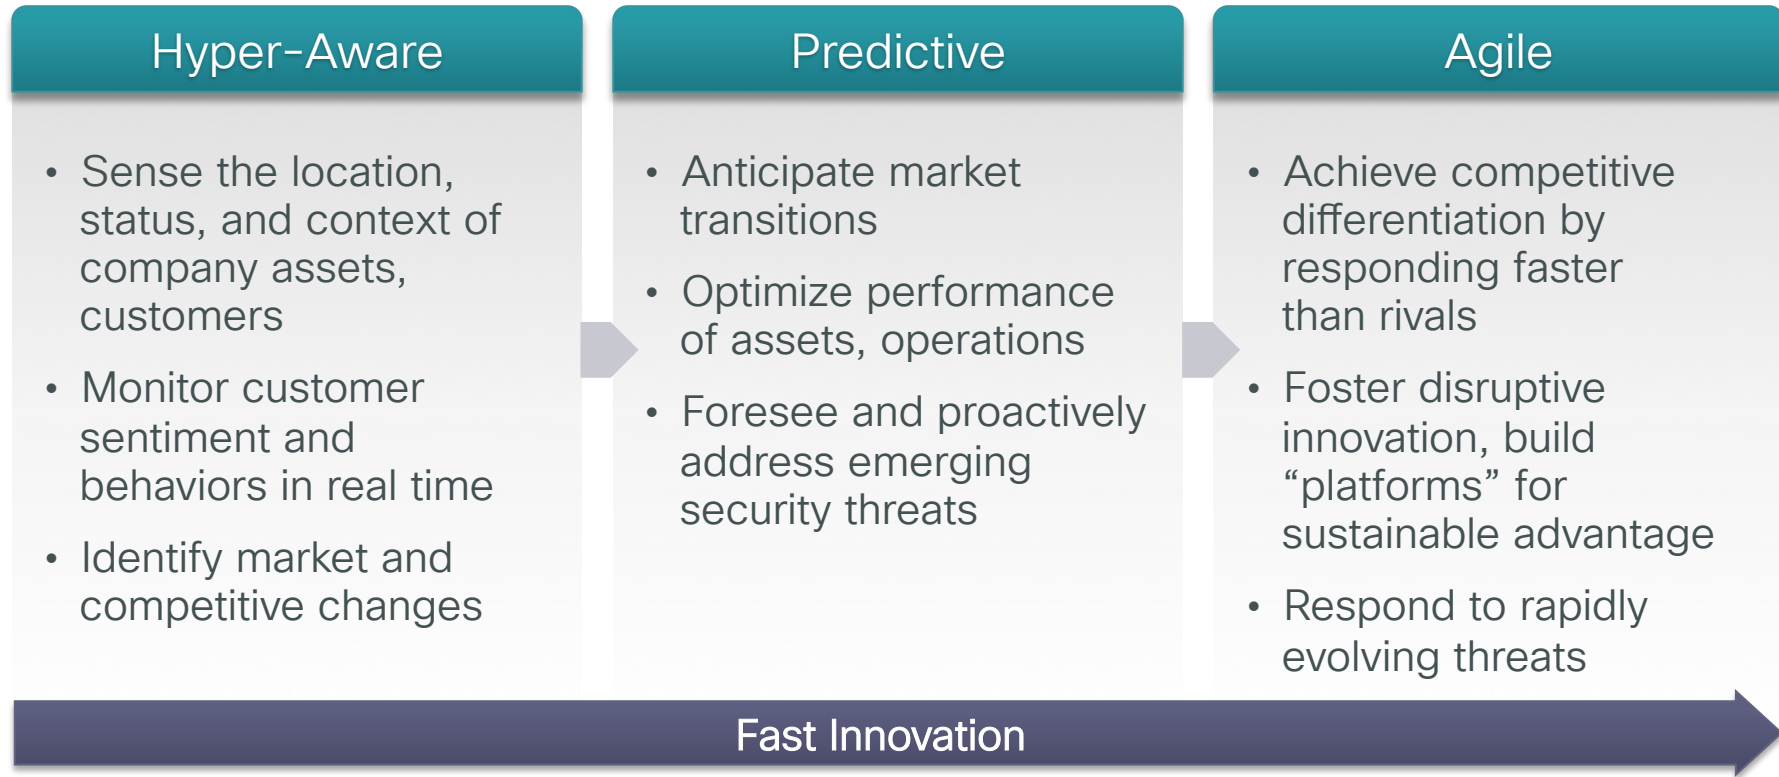 Hyper-Aware
• Sense the location,
status, and context of
company assets,
customers
• Monitor customer
sentiment and
behaviors in real time
• Identify market and
competitive changes
Predictive
• Anticipate market
transitions
• Optimize performance
of assets, operations
• Foresee and proactively
address emerging
security threats
Agile
• Achieve competitive
differentiation by
responding faster
than rivals
• Foster disruptive
innovation, build
“platforms” for
sustainable advantage
• Respond to rapidly
evolving threats
Fast Innovation